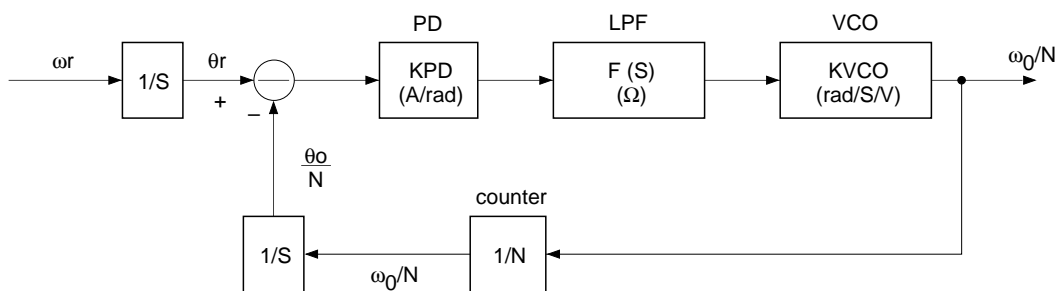 PD
LPF
VCO
ωr
1/S
θr
+
−
KPD
(A/rad)
F (S)
(Ω)
KVCO
(rad/S/V)
ω0/N
θo
N
counter
1/S
ω0/N
1/N